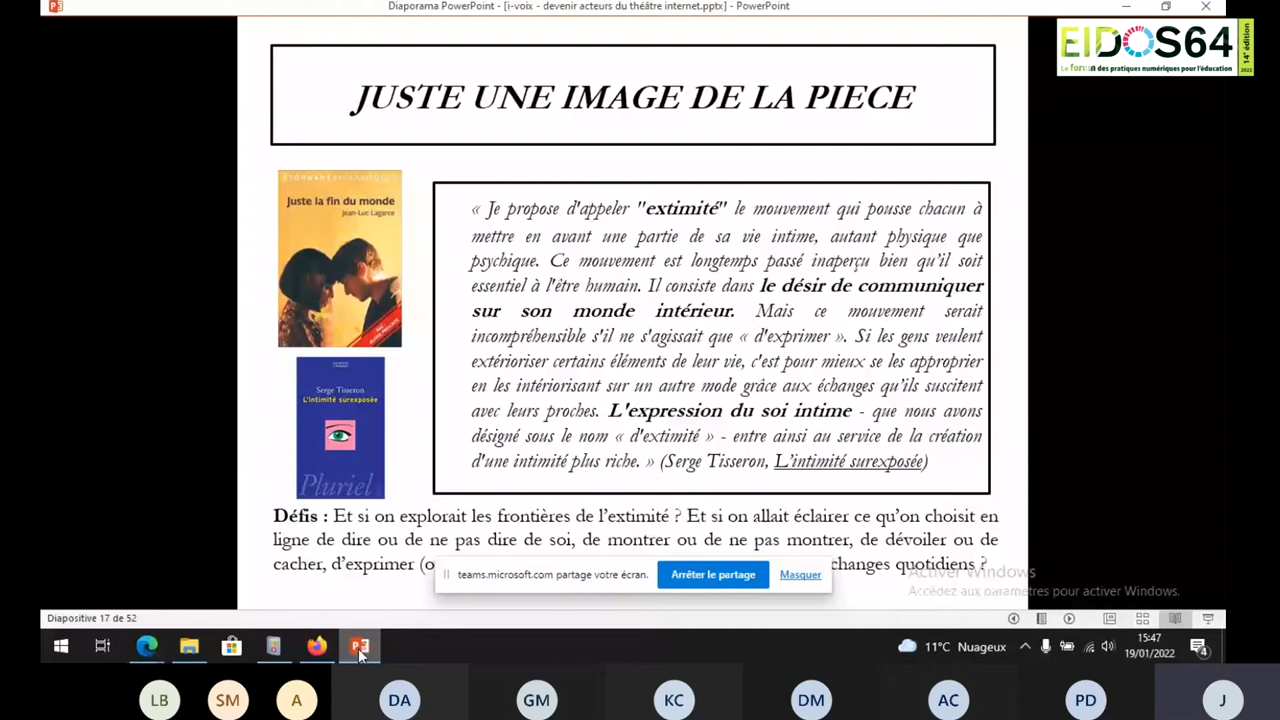 Diaporama PowerPoint - [i-voix - devenir acteurs du théâtre internet.pptx] - PowerPoint
EIDOS64
Le forum des pratiques numériques pour l'éducation
14e édition
2022
JUSTE UNE IMAGE DE LA PIECE
Juste la fin du monde
Jean-Luc Lagarce
Serge Tisseron
L'intimité surexposée
Pluriel
« Je propose d'appeler "extimité" le mouvement qui pousse chacun à
mettre en avant une partie de sa vie intime, autant physique que
psychique. Ce mouvement est longtemps passé inaperçu bien qu'il soit
essentiel à l'être humain. Il consiste dans le désir de communiquer
sur son monde intérieur. Mais ce mouvement serait
incompréhensible s'il ne s'agissait que « d'exprimer ». Si les gens veulent
extérioriser certains éléments de leur vie, c'est pour mieux se les approprier
en les intériorisant sur un autre mode grâce aux échanges qu'ils suscitent
avec leurs proches. L'expression du soi intime - que nous avons
désigné sous le nom « d'extimité » - entre ainsi au service de la création
d'une intimité plus riche. » (Serge Tisseron, L'intimité surexposée)
Défis : Et si on explorait les frontières de l'extimité ? Et si on allait éclairer ce qu'on choisit en
ligne de dire ou de ne pas dire de soi, de montrer ou de ne pas montrer, de dévoiler ou de
cacher, d'exprimer (o changes quotidiens ?
teams.microsoft.com partage votre écran. Arrêter le partage Masquer
Activer Windows
Accédez aux paramètres pour activer Windows.
Diapositive 17 de 52
11°C Nuageux
15:47
19/01/2022
4
LB SM A DA GM KC DM AC PD J